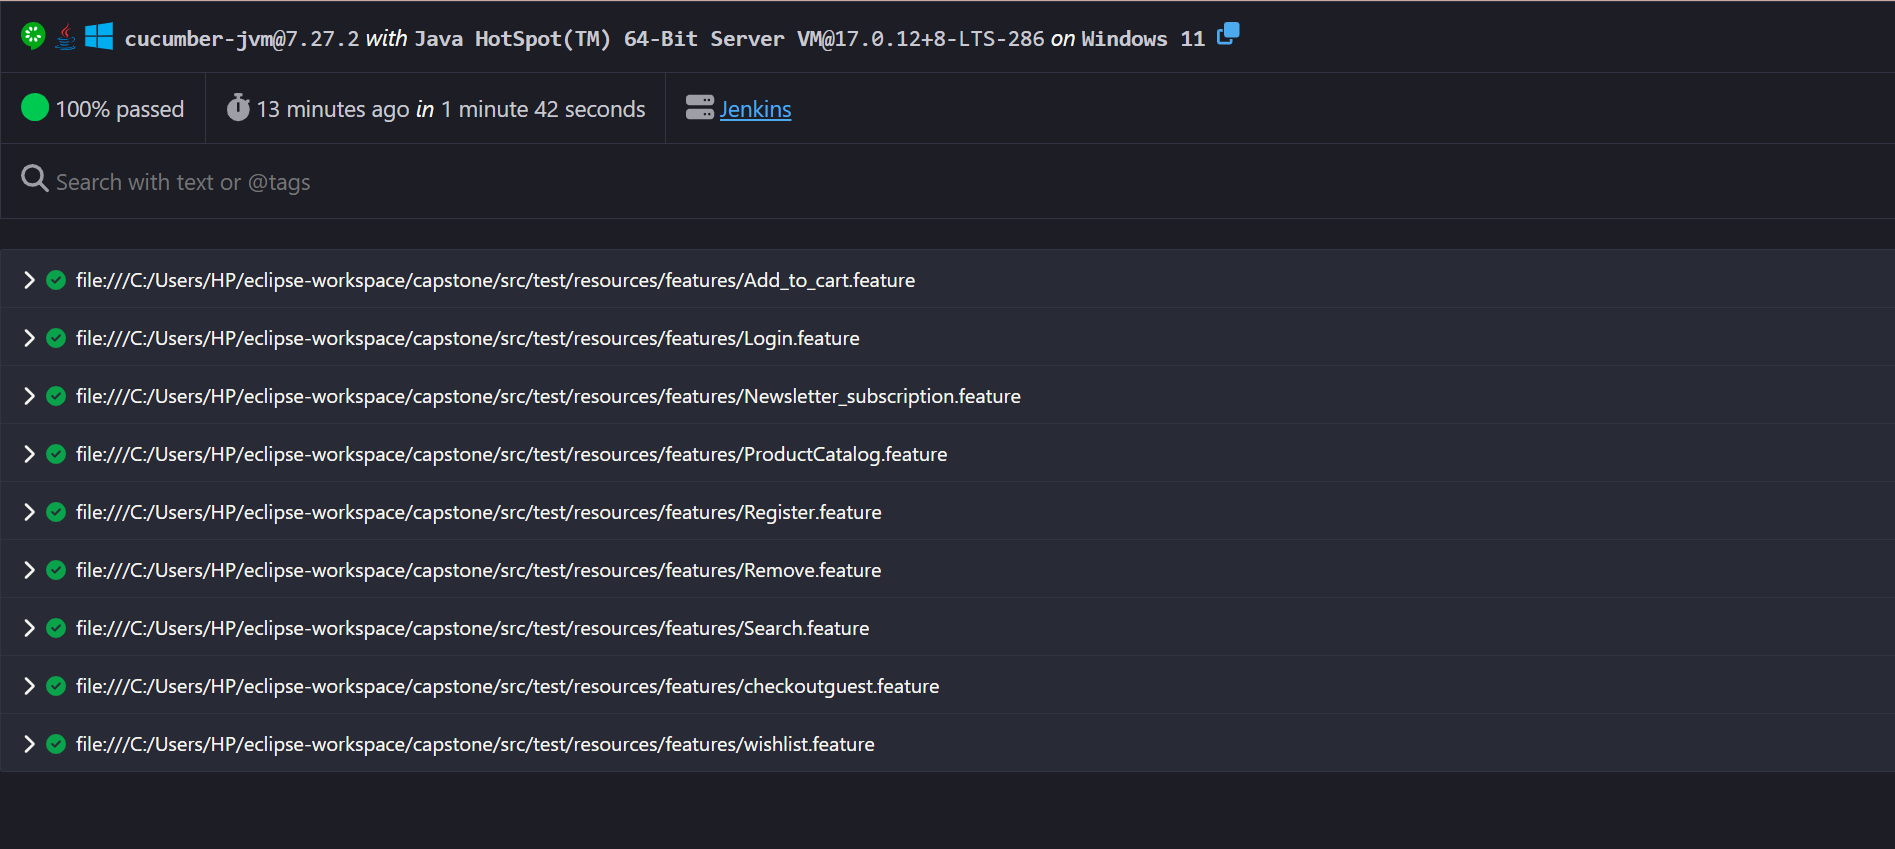 cucumber-jvm@7.27.2 with Java HotSpot(TM) 64-Bit Server VM@17.0.12+8-LTS-286 on Windows 11
100% passed 13 minutes ago in 1 minute 42 seconds Jenkins
Search with text or @tags
file:///C:/Users/HP/eclipse-workspace/capstone/src/test/resources/features/Add_to_cart.feature
file:///C:/Users/HP/eclipse-workspace/capstone/src/test/resources/features/Login.feature
file:///C:/Users/HP/eclipse-workspace/capstone/src/test/resources/features/Newsletter_subscription.feature
file:///C:/Users/HP/eclipse-workspace/capstone/src/test/resources/features/ProductCatalog.feature
file:///C:/Users/HP/eclipse-workspace/capstone/src/test/resources/features/Register.feature
file:///C:/Users/HP/eclipse-workspace/capstone/src/test/resources/features/Remove.feature
file:///C:/Users/HP/eclipse-workspace/capstone/src/test/resources/features/Search.feature
file:///C:/Users/HP/eclipse-workspace/capstone/src/test/resources/features/checkoutguest.feature
file:///C:/Users/HP/eclipse-workspace/capstone/src/test/resources/features/wishlist.feature